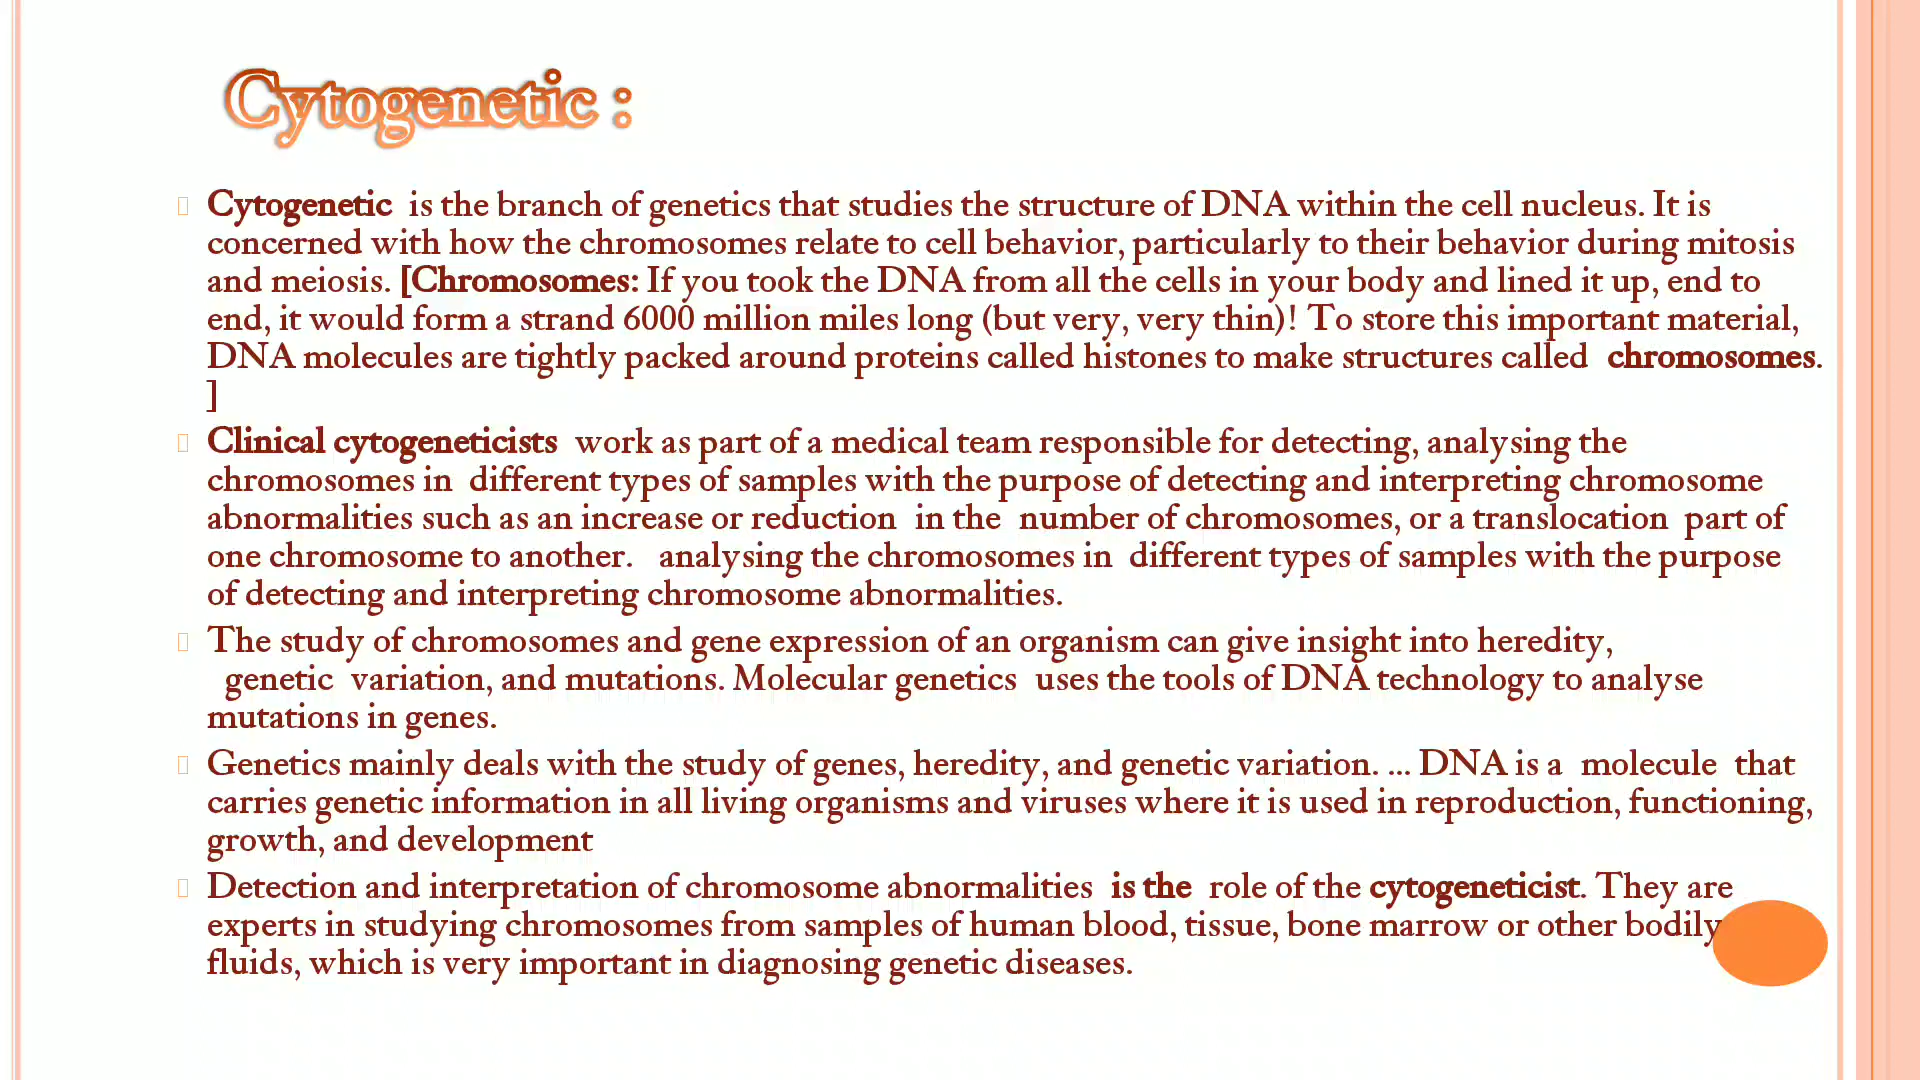 Cytogenetic :
Cytogenetic is the branch of genetics that studies the structure of DNA within the cell nucleus. It is
concerned with how the chromosomes relate to cell behavior, particularly to their behavior during mitosis
and meiosis. [Chromosomes: If you took the DNA from all the cells in your body and lined it up, end to
end, it would form a strand 6000 million miles long (but very, very thin)! To store this important material,
DNA molecules are tightly packed around proteins called histones to make structures called chromosomes.
]
Clinical cytogeneticists work as part of a medical team responsible for detecting, analysing the
chromosomes in different types of samples with the purpose of detecting and interpreting chromosome
abnormalities such as an increase or reduction in the number of chromosomes, or a translocation part of
one chromosome to another. analysing the chromosomes in different types of samples with the purpose
of detecting and interpreting chromosome abnormalities.
The study of chromosomes and gene expression of an organism can give insight into heredity,
genetic variation, and mutations. Molecular genetics uses the tools of DNA technology to analyse
mutations in genes.
Genetics mainly deals with the study of genes, heredity, and genetic variation. ... DNA is a molecule that
carries genetic information in all living organisms and viruses where it is used in reproduction, functioning,
growth, and development
Detection and interpretation of chromosome abnormalities is the role of the cytogeneticist. They are
experts in studying chromosomes from samples of human blood, tissue, bone marrow or other bodily
fluids, which is very important in diagnosing genetic diseases.